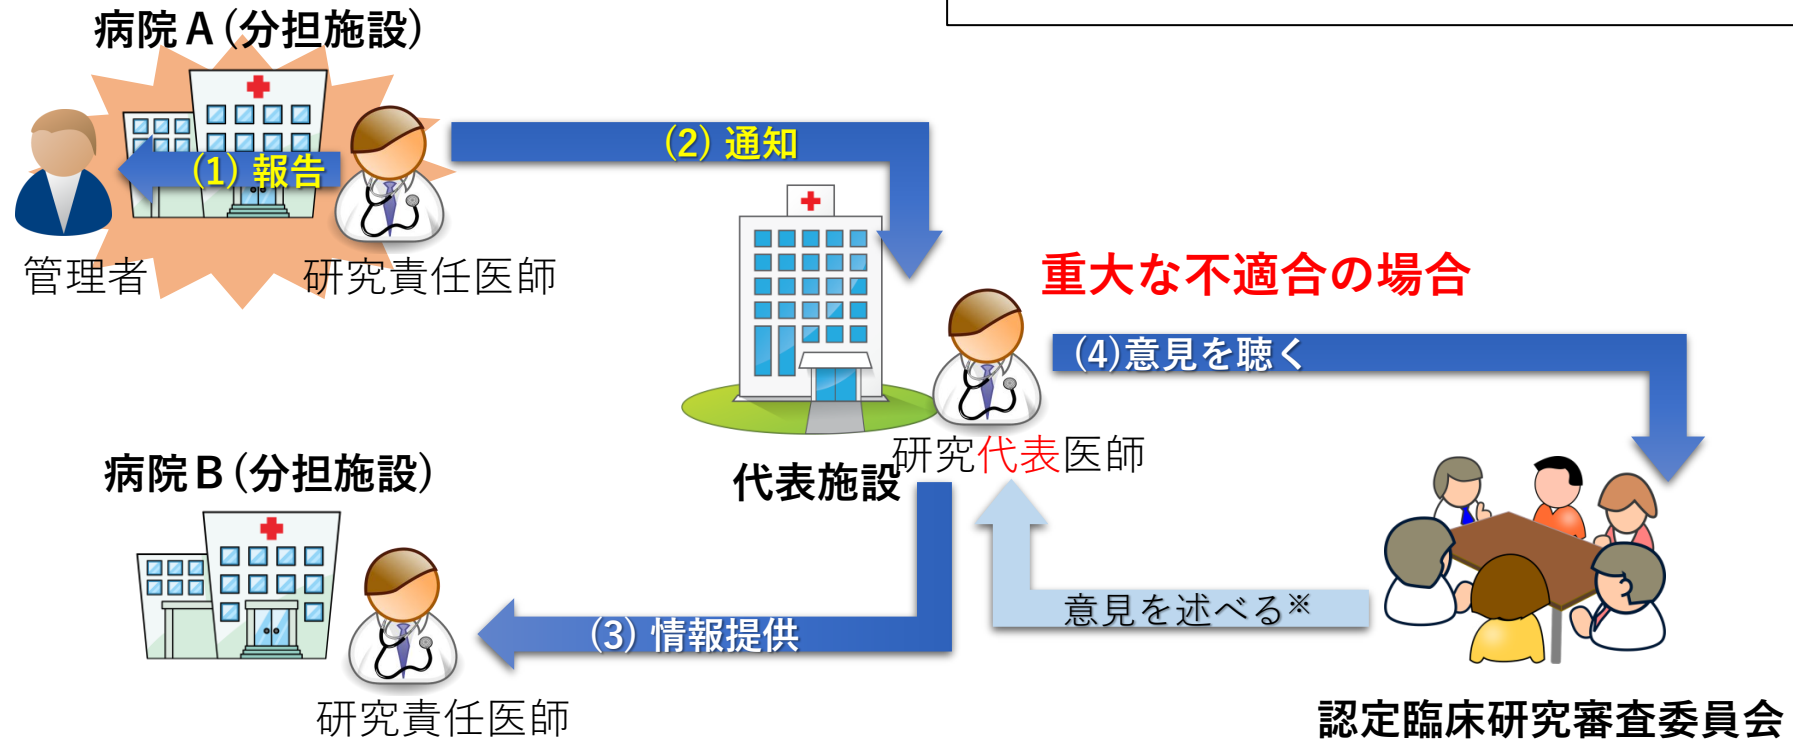 病院A(分担施設)
(1) 報告
(2) 通知
管理者
研究責任医師
重大な不適合の場合
(4)意見を聴く
研究代表医師
代表施設
病院B(分担施設)
意見を述べる※
(3) 情報提供
研究責任医師
認定臨床研究審査委員会